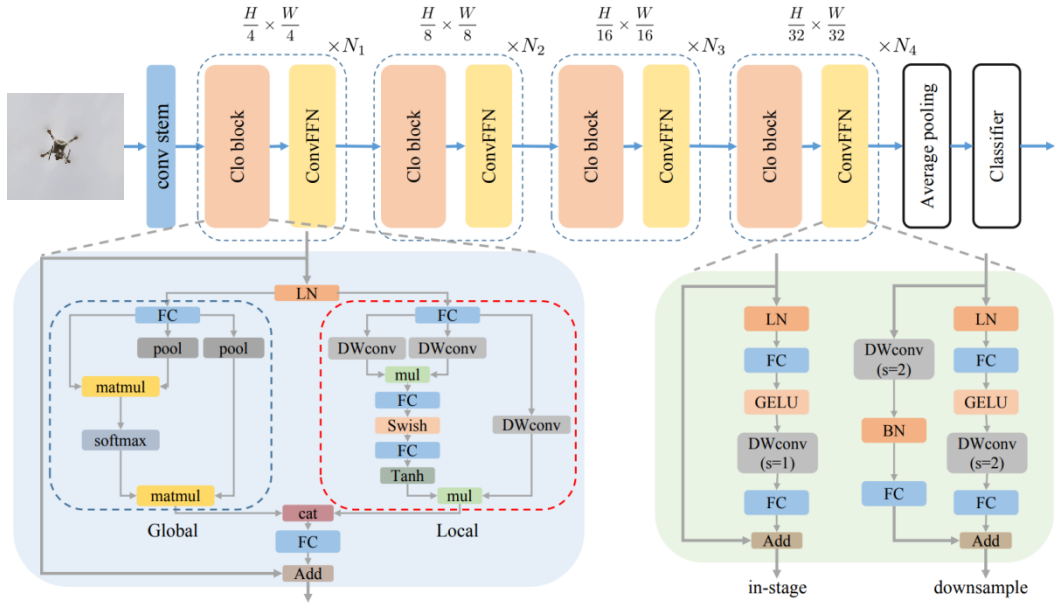 H/4 × W/4
×N1
H/8 × W/8
×N2
H/16 × W/16
×N3
H/32 × W/32
×N4
conv stem
Clo block
ConvFFN
Clo block
ConvFFN
Clo block
ConvFFN
Clo block
ConvFFN
Average pooling
Classifier
LN
FC
pool
pool
matmul
softmax
matmul
Global
FC
DWconv
DWconv
mul
FC
Swish
FC
Tanh
DWconv
mul
Local
cat
FC
Add
LN
FC
GELU
DWconv
(s=1)
FC
Add
in-stage
DWconv
(s=2)
BN
FC
LN
FC
GELU
DWconv
(s=2)
FC
Add
downsample